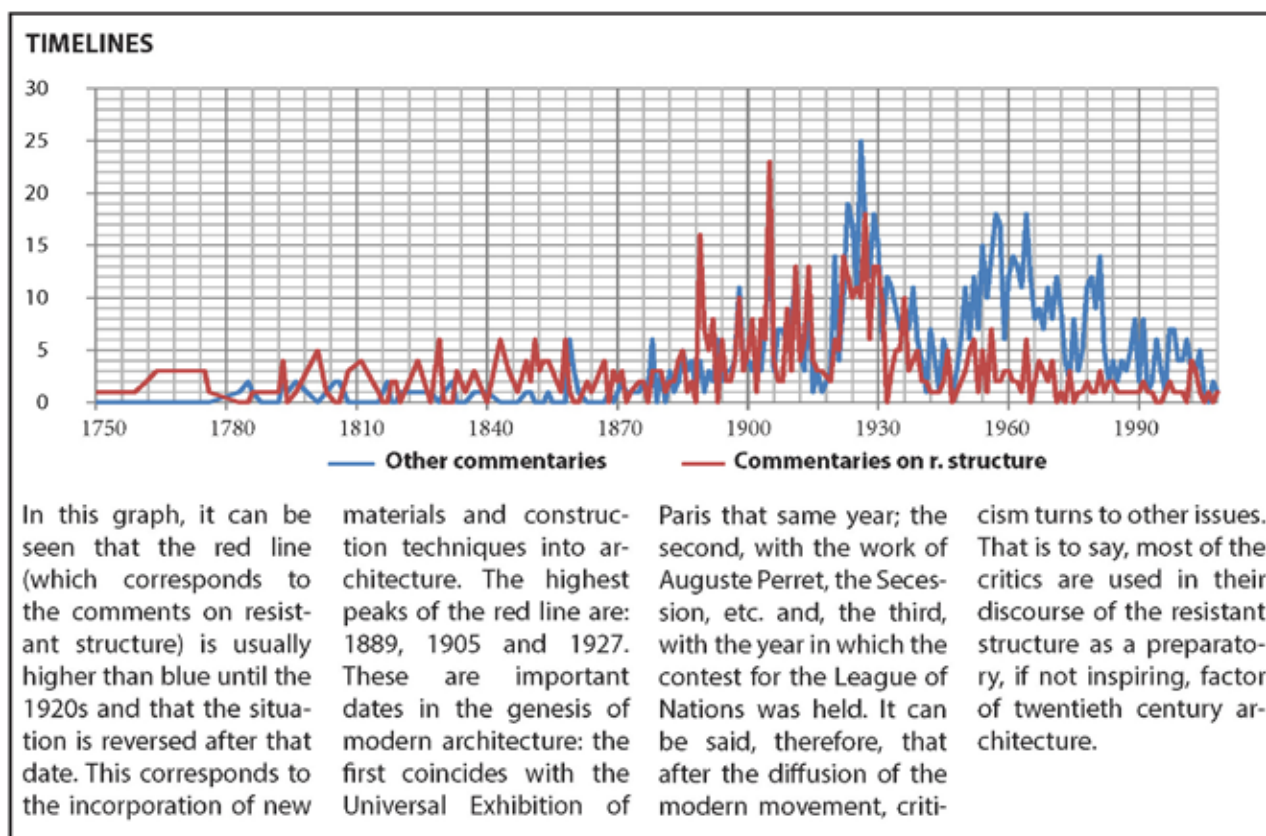 TIMELINES
30
25
20
15
10
5
0
1750 1780 1810 1840 1870 1900 1930 1960 1990
Other commentaries Commentaries on r. structure
In this graph, it can be
seen that the red line
(which corresponds to
the comments on resist-
ant structure) is usually
higher than blue until the
1920s and that the situa-
tion is reversed after that
date. This corresponds to
the incorporation of new
materials and construc-
tion techniques into ar-
chitecture. The highest
peaks of the red line are:
1889, 1905 and 1927.
These are important
dates in the genesis of
modern architecture: the
first coincides with the
Universal Exhibition of
Paris that same year; the
second, with the work of
Auguste Perret, the Seces-
sion, etc. and, the third,
with the year in which the
contest for the League of
Nations was held. It can
be said, therefore, that
after the diffusion of the
modern movement, criti-
cism turns to other issues.
That is to say, most of the
critics are used in their
discourse of the resistant
structure as a preparato-
ry, if not inspiring, factor
of twentieth century ar-
chitecture.